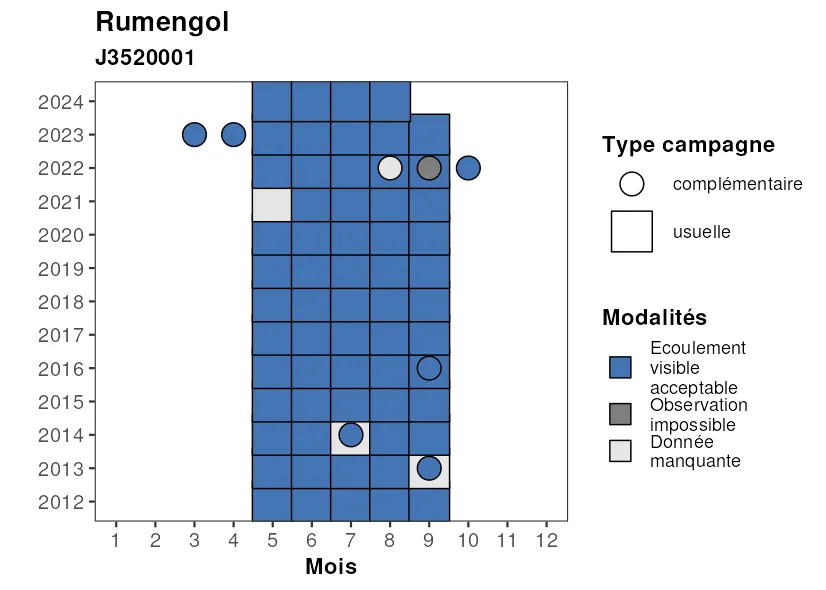 Rumengol
J3520001
2024
2023
2022
2021
2020
2019
2018
2017
2016
2015
2014
2013
2012
1 2 3 4 5 6 7 8 9 10 11 12
Mois
Type campagne
complémentaire
usuelle
Modalités
Ecoulement
visible
acceptable
Observation
impossible
Donnée
manquante